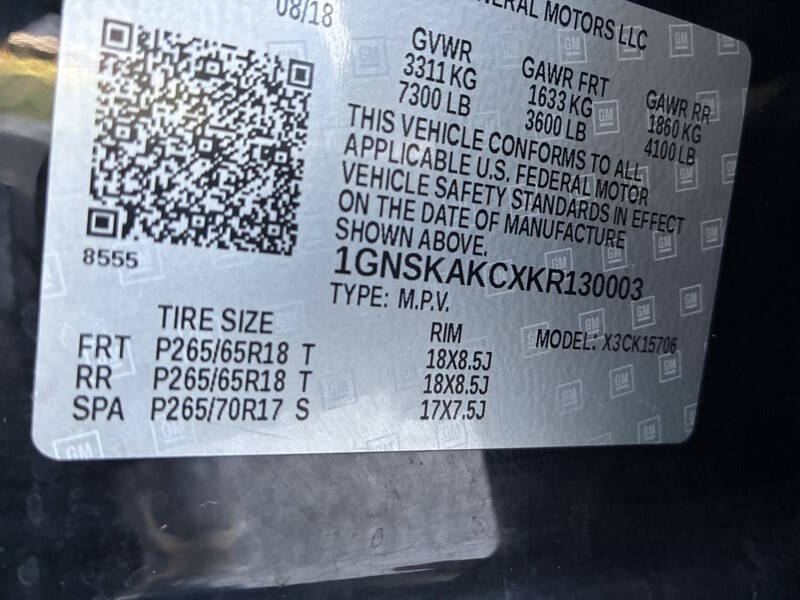 08/18
GENERAL MOTORS LLC
GVWR
3311 KG
7300 LB
GAWR FRT
1633 KG
3600 LB
GAWR RR
1860 KG
4100 LB
THIS VEHICLE CONFORMS TO ALL
APPLICABLE U.S. FEDERAL MOTOR
VEHICLE SAFETY STANDARDS IN EFFECT
ON THE DATE OF MANUFACTURE
SHOWN ABOVE.
8555
1GNSKAKCXKR130003
TYPE: M.P.V.
MODEL: X3CK15706
TIRE SIZE RIM
FRT P265/65R18 T 18X8.5J
RR P265/65R18 T 18X8.5J
SPA P265/70R17 S 17X7.5J